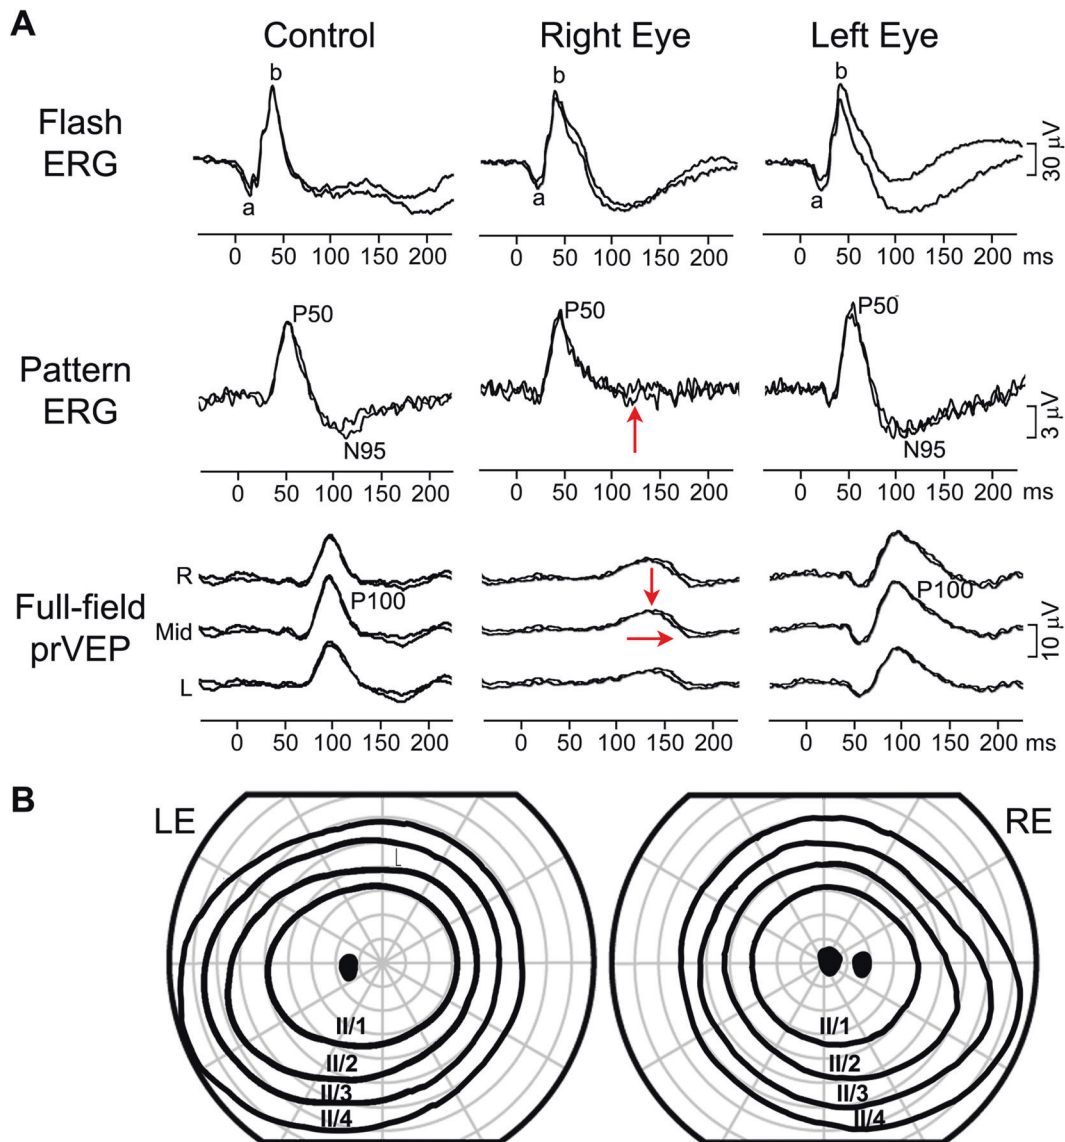 A
Control Right Eye Left Eye
Flash
ERG
b b b
a a a
30 µV
0 50 100 150 200 0 50 100 150 200 0 50 100 150 200 ms
Pattern
ERG
P50 P50 P50
N95 N95
3 µV
0 50 100 150 200 0 50 100 150 200 0 50 100 150 200 ms
Full-field
prVEP
R
Mid
L
P100 P100
10 µV
0 50 100 150 200 0 50 100 150 200 0 50 100 150 200 ms
B
LE RE
L
II/1 II/1
II/2 II/2
II/3 II/3
II/4 II/4